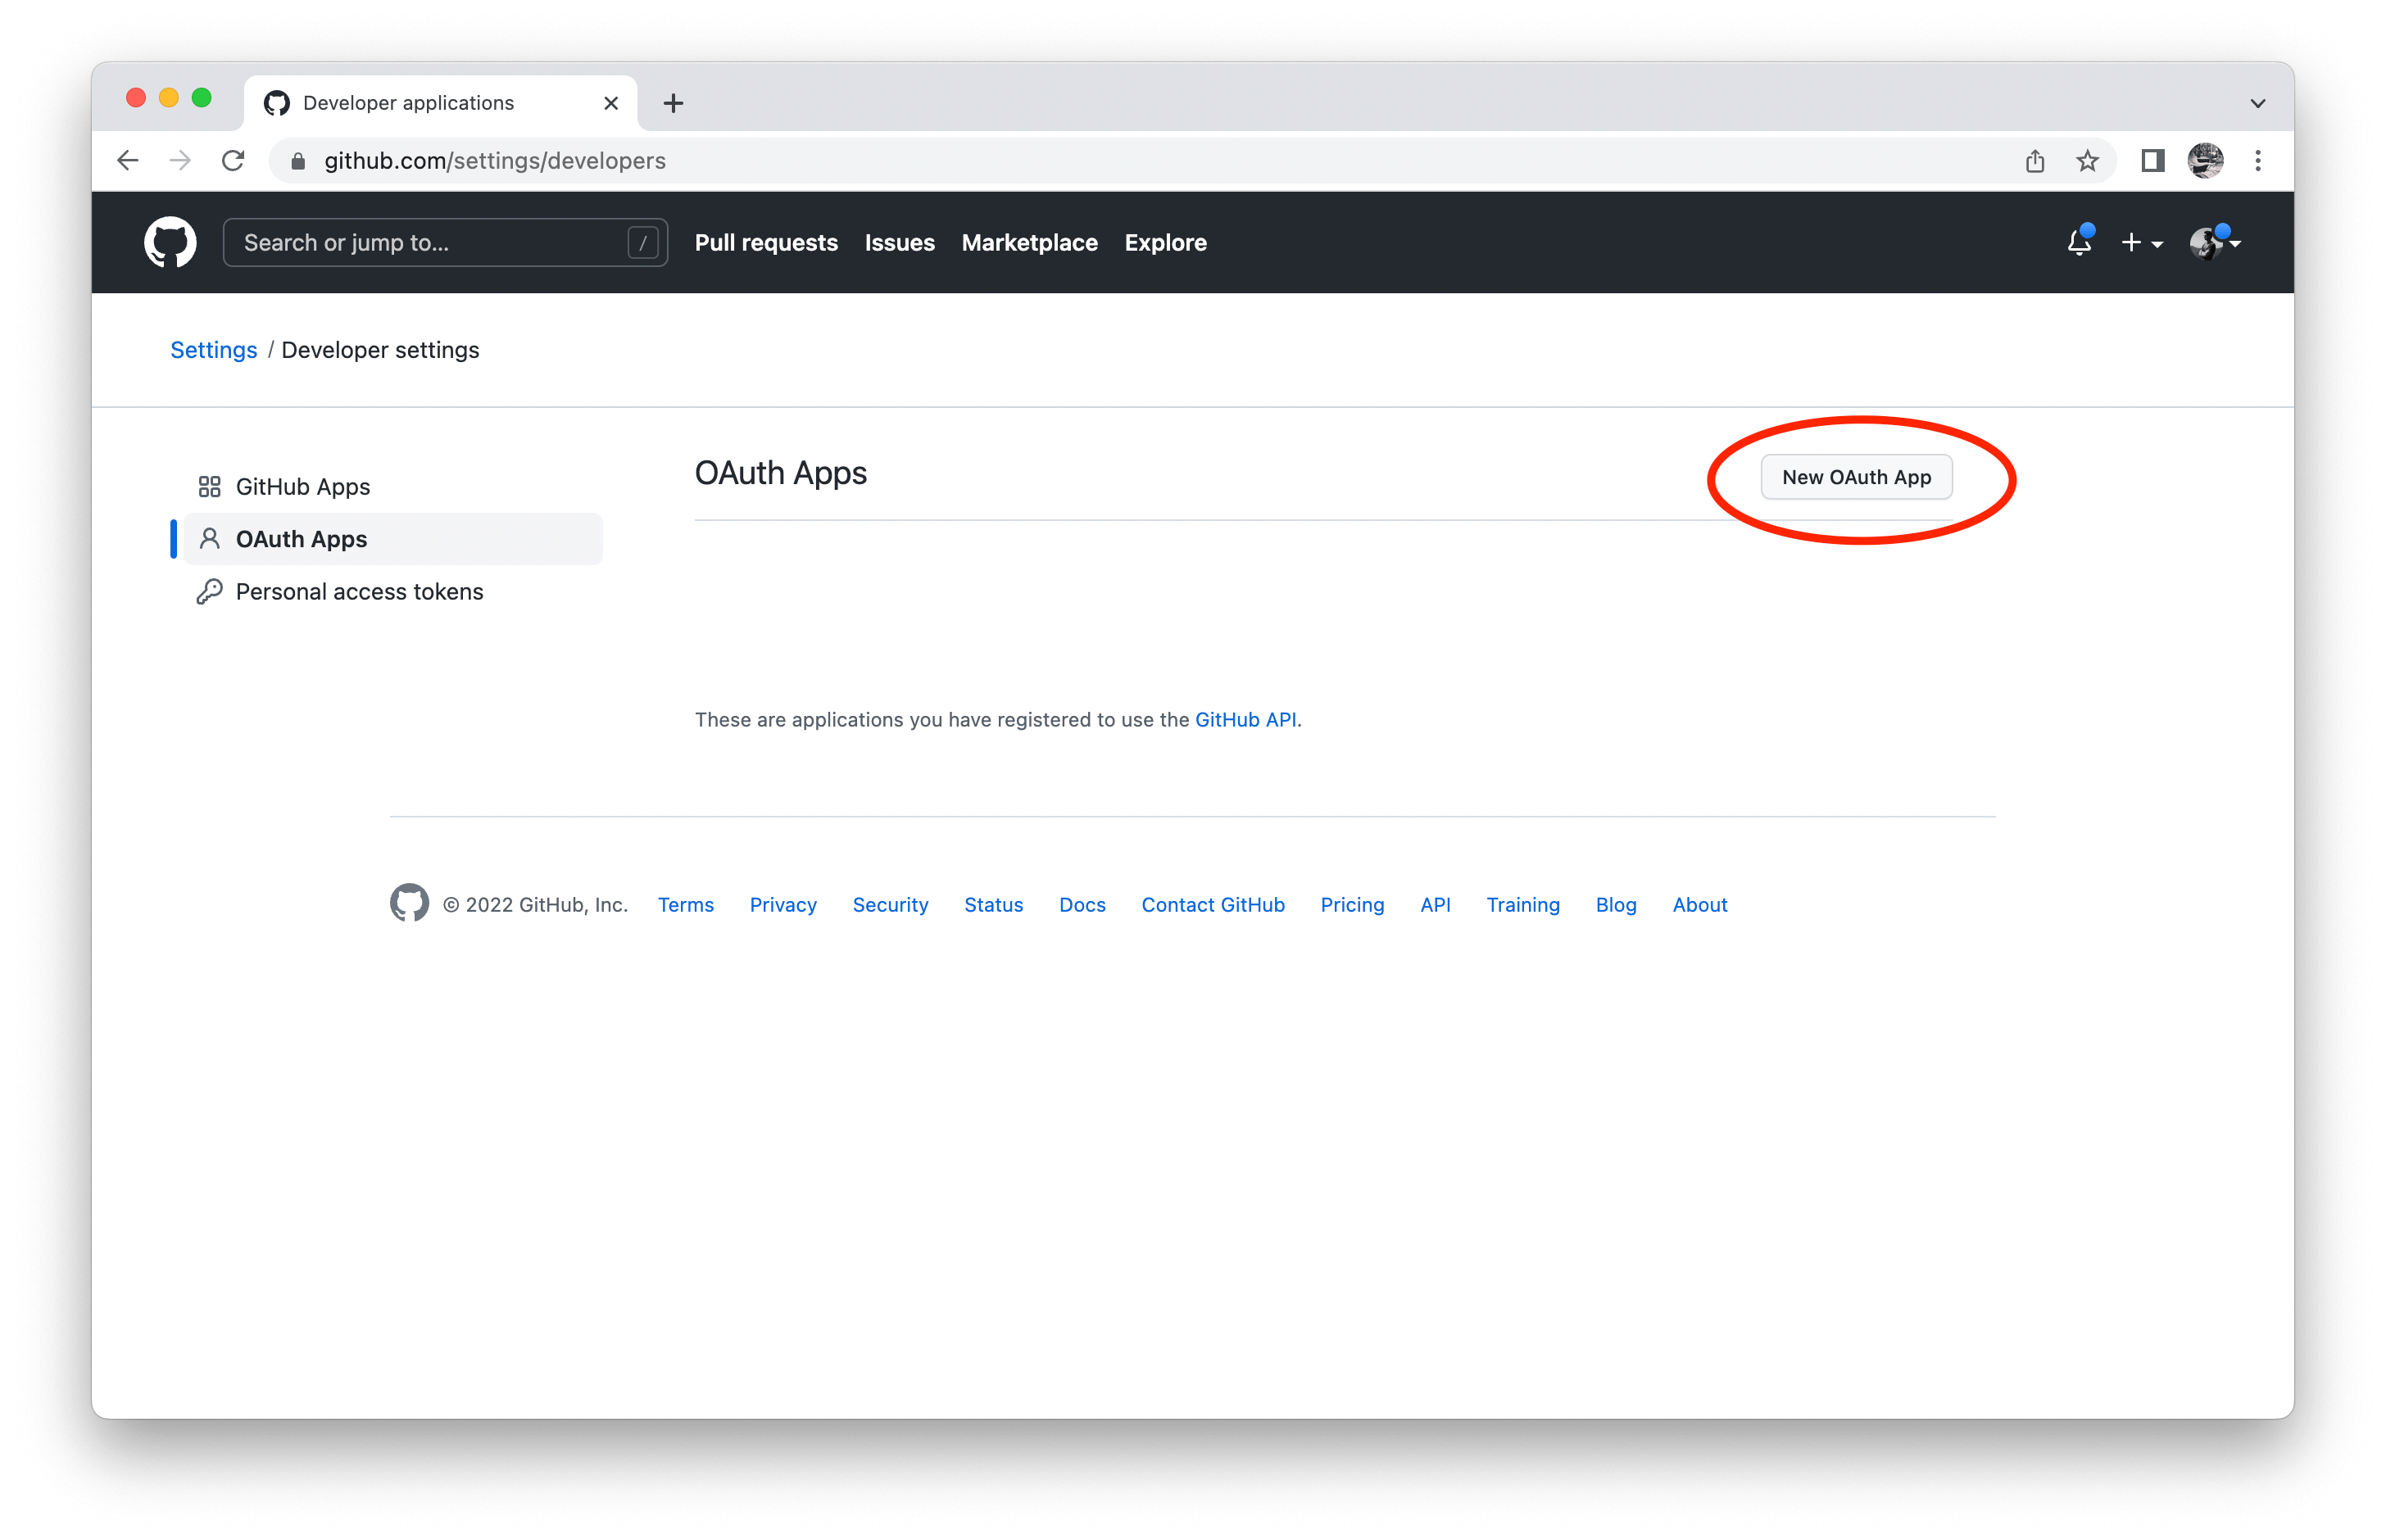 Developer applications
github.com/settings/developers
Search or jump to... / Pull requests Issues Marketplace Explore
Settings / Developer settings
GitHub Apps
OAuth Apps
Personal access tokens
OAuth Apps
New OAuth App
These are applications you have registered to use the GitHub API.
© 2022 GitHub, Inc. Terms Privacy Security Status Docs Contact GitHub Pricing API Training Blog About